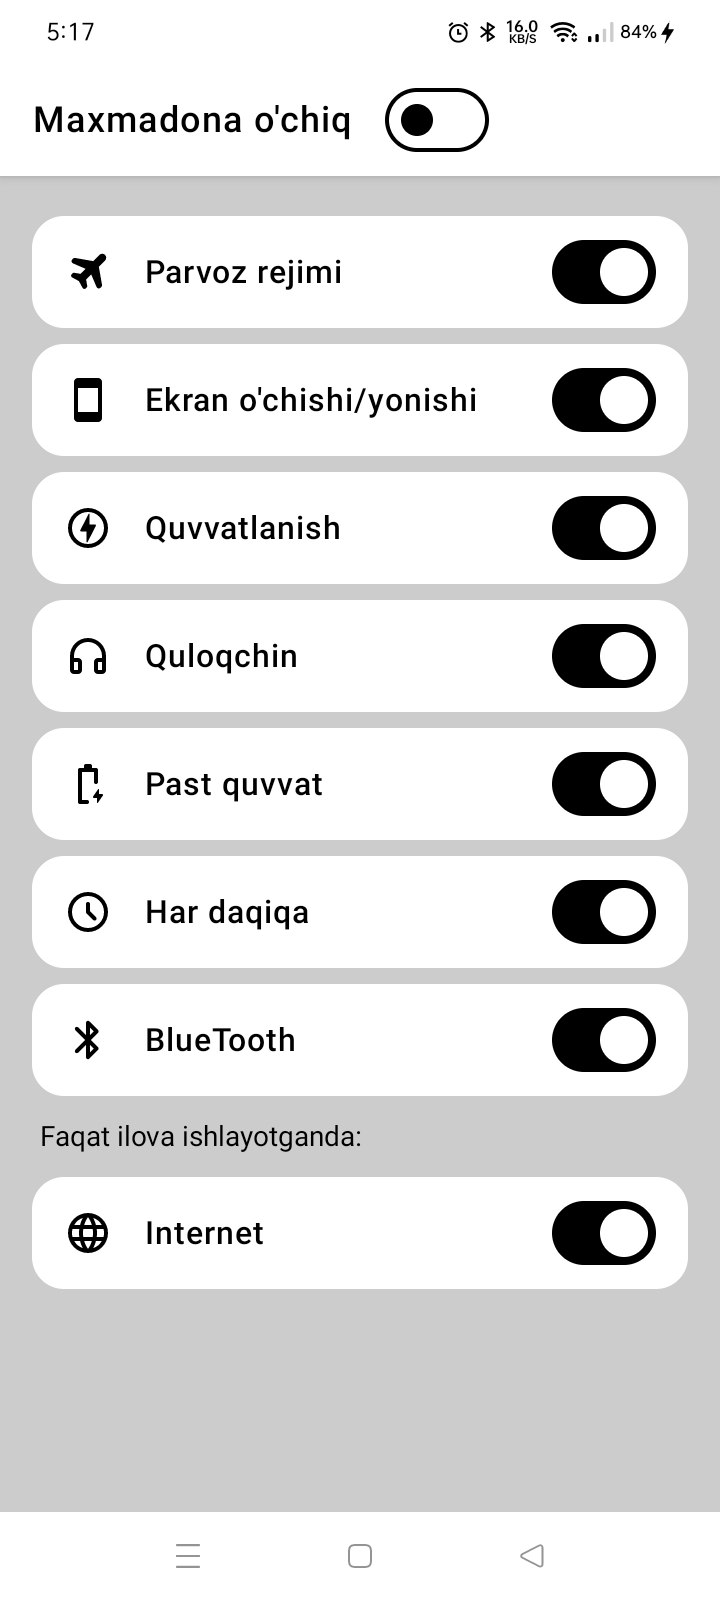 5:17
16.0
KB/S
84%
Maxmadona o'chiq
Parvoz rejimi
Ekran o'chishi/yonishi
Quvvatlanish
Quloqchin
Past quvvat
Har daqiqa
BlueTooth
Faqat ilova ishlayotganda:
Internet